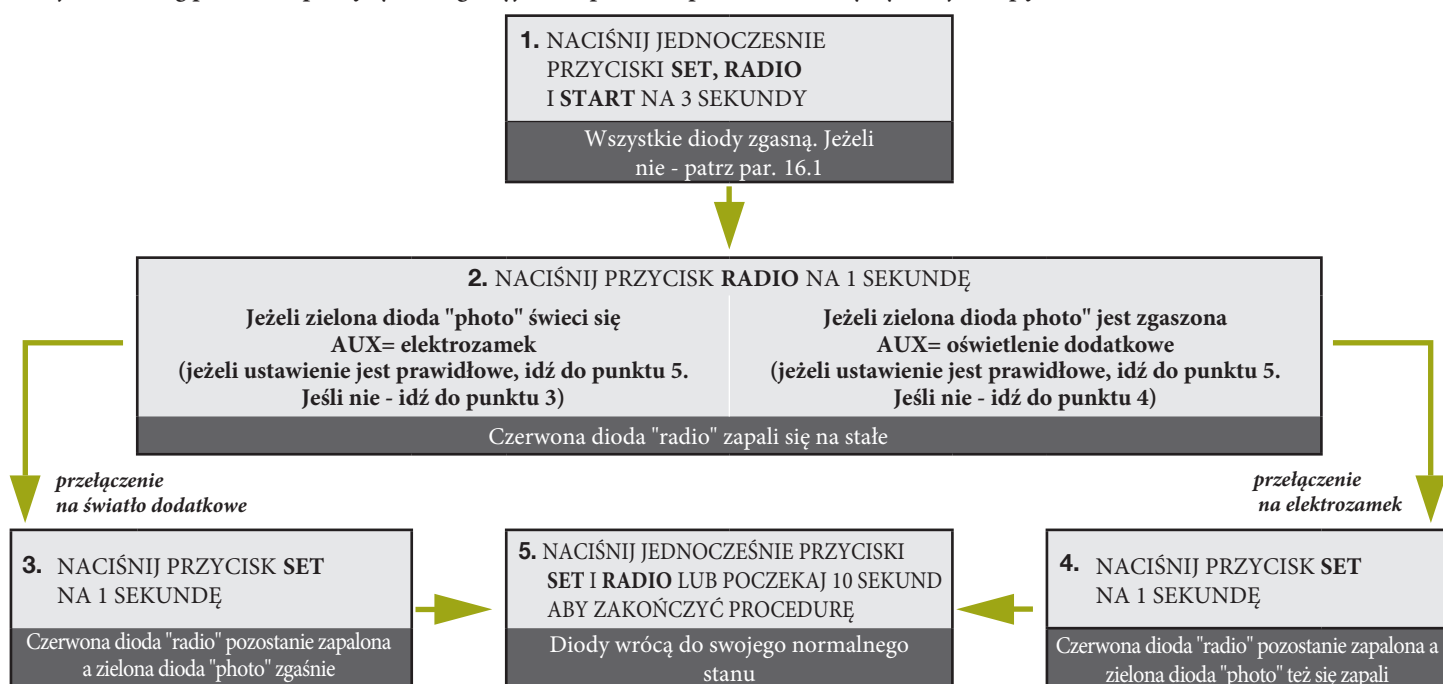 1. NACIŚNIJ JEDNOCZESNIE
PRZYCISKI SET, RADIO
I START NA 3 SEKUNDY
Wszystkie diody zgasną. Jeżeli
nie - patrz par. 16.1
2. NACIŚNIJ PRZYCISK RADIO NA 1 SEKUNDĘ
Jeżeli zielona dioda "photo" świeci się
AUX= elektrozamek
(jeżeli ustawienie jest prawidłowe, idź do punktu 5.
Jeśli nie - idź do punktu 3)
Jeżeli zielona dioda photo" jest zgaszona
AUX= oświetlenie dodatkowe
(jeżeli ustawienie jest prawidłowe, idź do punktu 5.
Jeśli nie - idź do punktu 4)
Czerwona dioda "radio" zapali się na stałe
przełączenie
na światło dodatkowe
przełączenie
na elektrozamek
3. NACIŚNIJ PRZYCISK SET
NA 1 SEKUNDĘ
Czerwona dioda "radio" pozostanie zapalona
a zielona dioda "photo" zgaśnie
5. NACIŚNIJ JEDNOCZEŚNIE PRZYCISKI
SET I RADIO LUB POCZEKAJ 10 SEKUND
ABY ZAKOŃCZYĆ PROCEDURĘ
Diody wrócą do swojego normalnego
stanu
4. NACIŚNIJ PRZYCISK SET
NA 1 SEKUNDĘ
Czerwona dioda "radio" pozostanie zapalona a
zielona dioda "photo" też się zapali